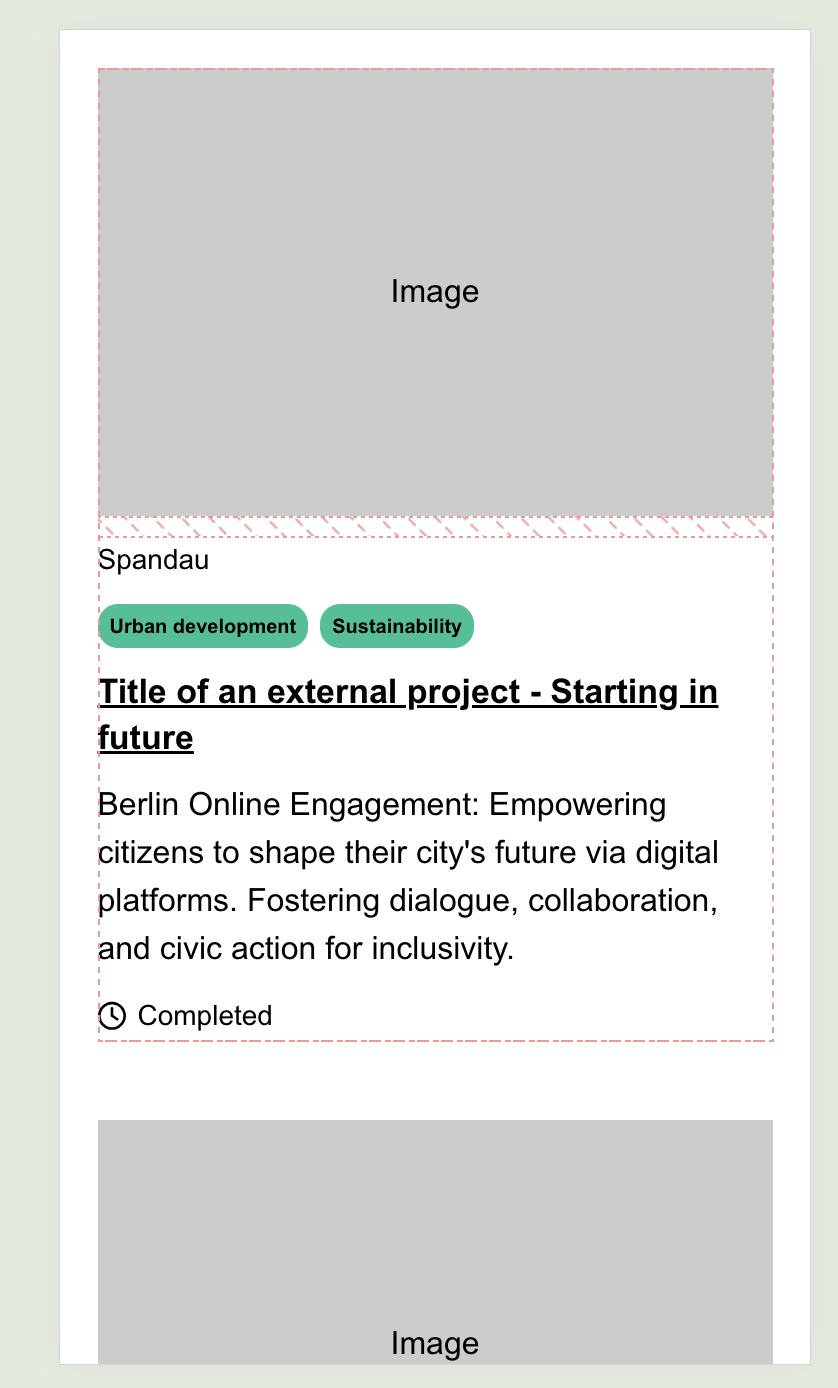 Image
Spandau
Urban development Sustainability
Title of an external project - Starting in
future
Berlin Online Engagement: Empowering
citizens to shape their city's future via digital
platforms. Fostering dialogue, collaboration,
and civic action for inclusivity.
Completed
Image